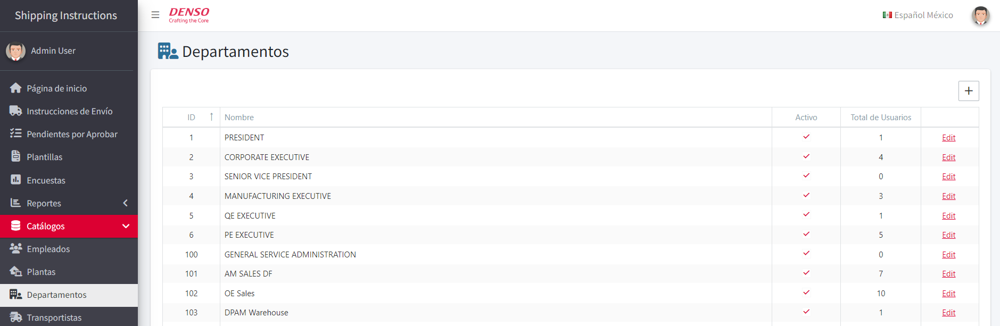 Shipping Instructions
DENSO
Crafting the Core
Español México
Admin User
Departamentos
Página de inicio
Instrucciones de Envío
Pendientes por Aprobar
Plantillas
Encuestas
Reportes
Catálogos
Empleados
Plantas
Departamentos
Transportistas
ID Nombre Activo Total de Usuarios
1 PRESIDENT 1 Edit
2 CORPORATE EXECUTIVE 4 Edit
3 SENIOR VICE PRESIDENT 0 Edit
4 MANUFACTURING EXECUTIVE 3 Edit
5 QE EXECUTIVE 1 Edit
6 PE EXECUTIVE 5 Edit
100 GENERAL SERVICE ADMINISTRATION 0 Edit
101 AM SALES DF 7 Edit
102 OE Sales 10 Edit
103 DPAM Warehouse 1 Edit